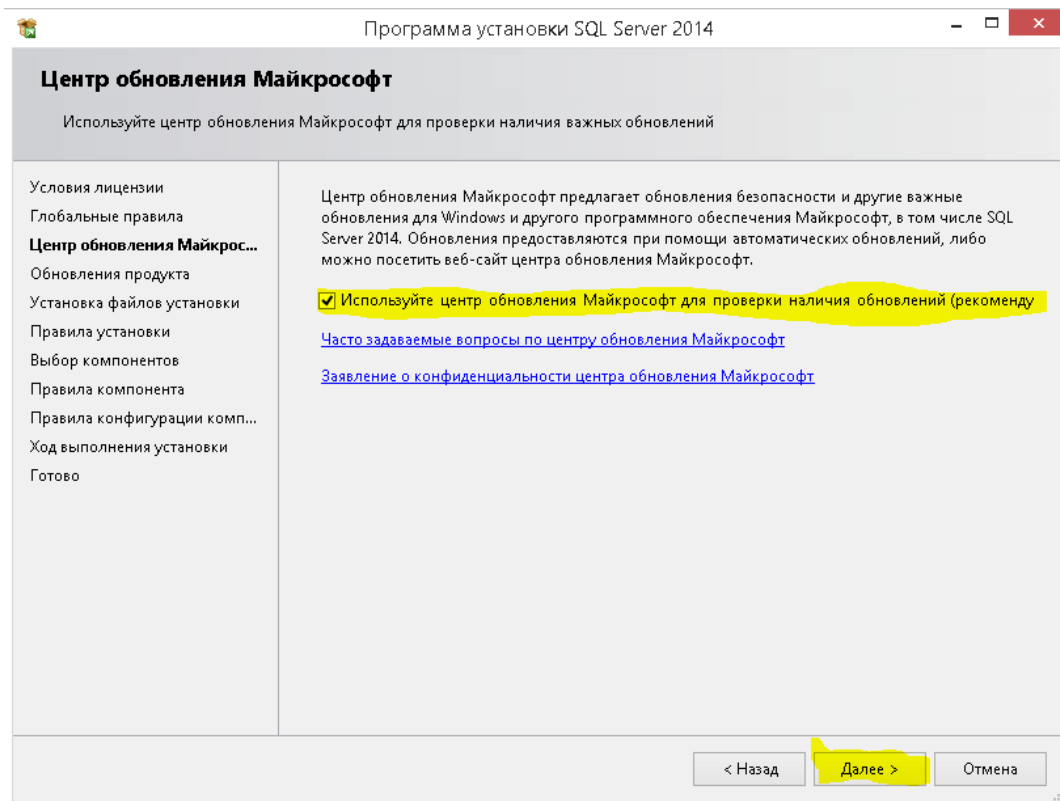 Программа установки SQL Server 2014
Центр обновления Майкрософт
Используйте центр обновления Майкрософт для проверки наличия важных обновлений
Условия лицензии
Глобальные правила
Центр обновления Майкрос...
Обновления продукта
Установка файлов установки
Правила установки
Выбор компонентов
Правила компонента
Правила конфигурации комп...
Ход выполнения установки
Готово
Центр обновления Майкрософт предлагает обновления безопасности и другие важные
обновления для Windows и другого программного обеспечения Майкрософт, в том числе SQL
Server 2014. Обновления предоставляются при помощи автоматических обновлений, либо
можно посетить веб-сайт центра обновления Майкрософт.
Используйте центр обновления Майкрософт для проверки наличия обновлений (рекоменду
Часто задаваемые вопросы по центру обновления Майкрософт
Заявление о конфиденциальности центра обновления Майкрософт
< Назад
Далее >
Отмена